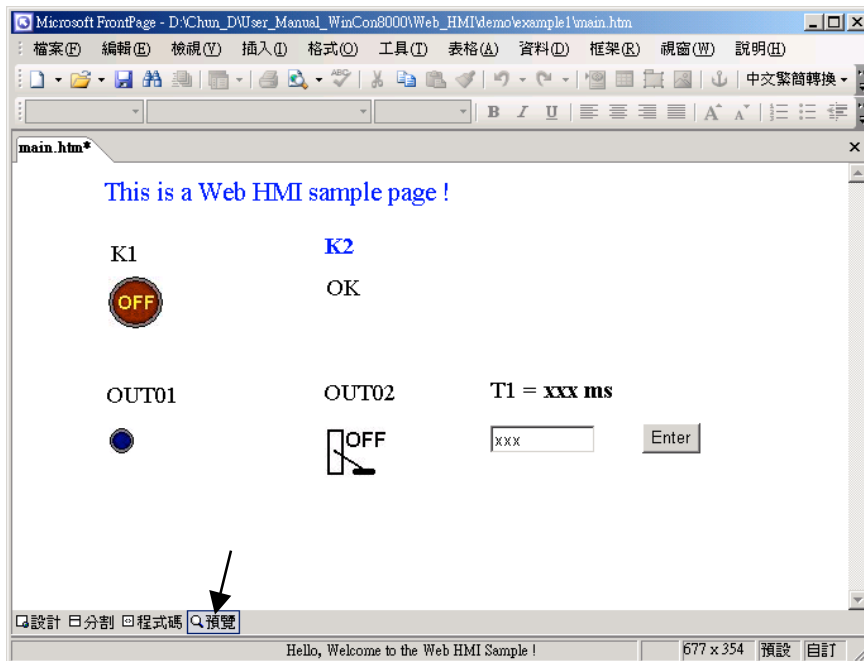 Microsoft FrontPage - D:\Chun_D\User_Manual_WinCon8000\Web_HMI\demo\example1\main.htm
檔案(F) 編輯(E) 檢視(V) 插入(I) 格式(O) 工具(T) 表格(A) 資料(D) 框架(R) 視窗(W) 說明(H)
中文繁簡轉換
B I U A A
main.htm*
This is a Web HMI sample page !
K1 K2
OFF OK
OUT01 OUT02 T1 = xxx ms
OFF xxx Enter
設計 分割 程式碼 預覽
Hello, Welcome to the Web HMI Sample ! 677 x 354 預設 自訂